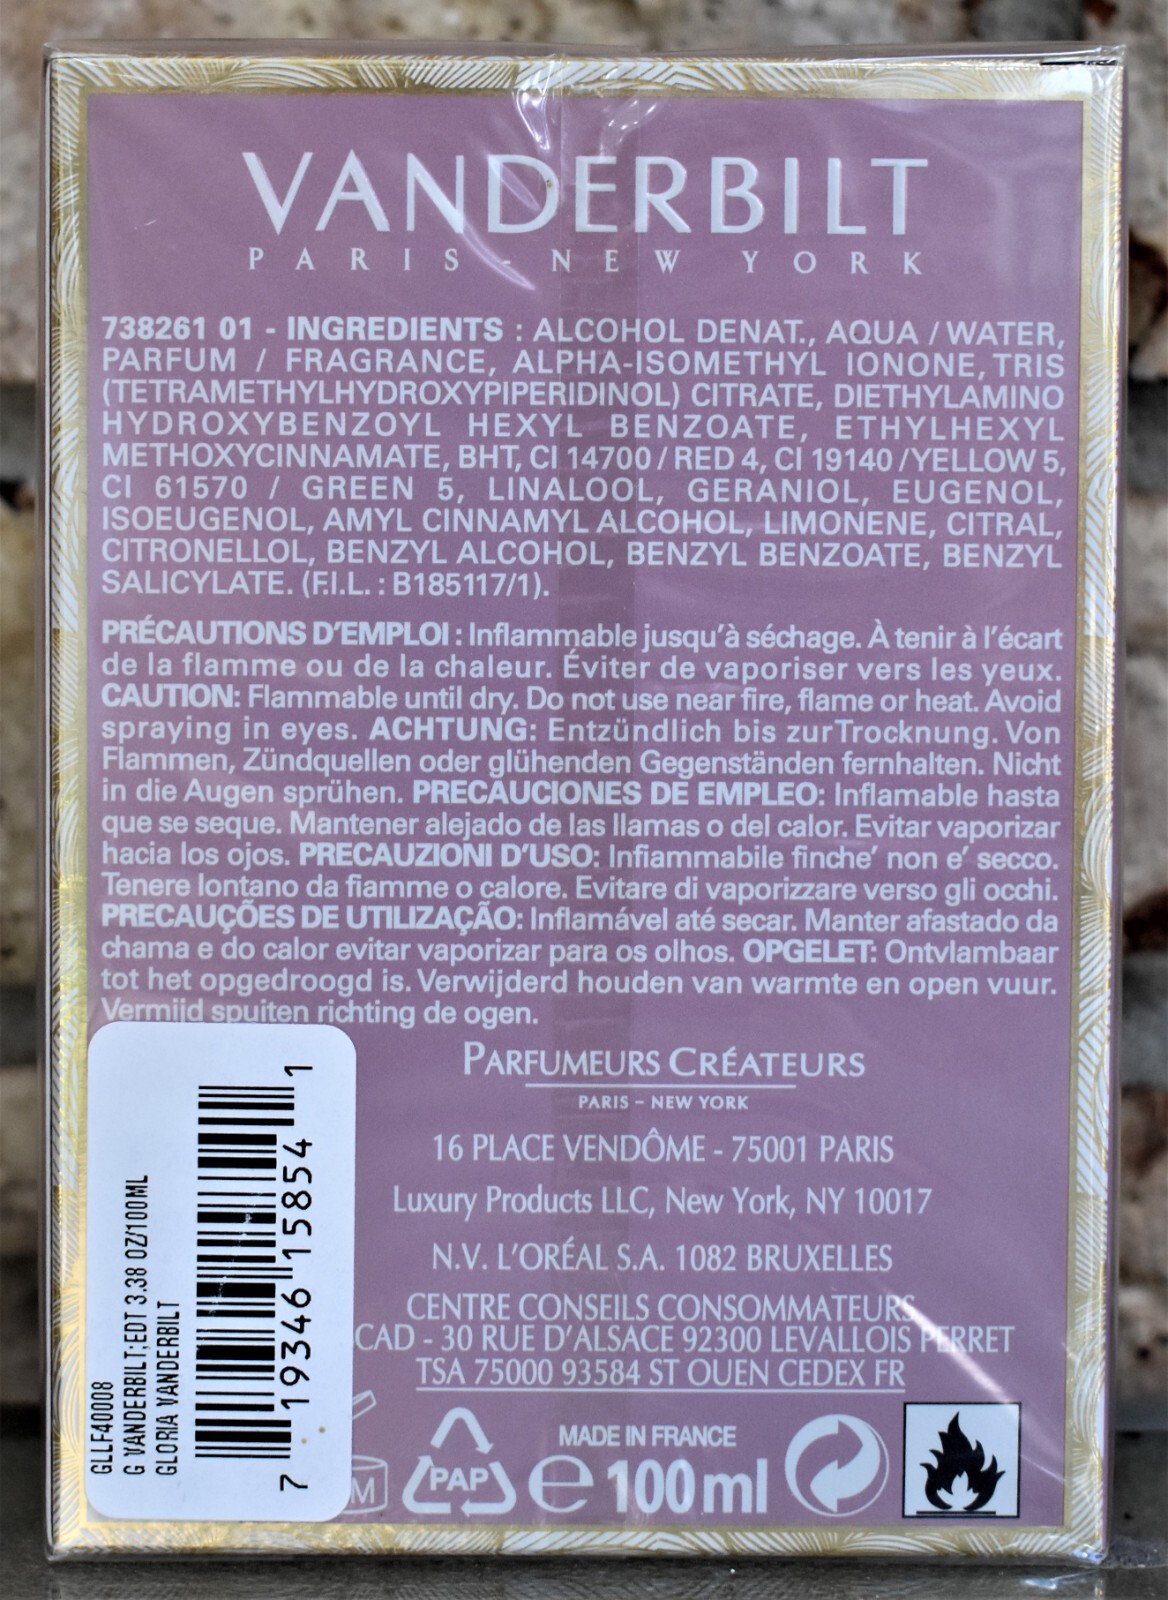 VANDERBILT
PARIS - NEW YORK
738261 01 - INGREDIENTS : ALCOHOL DENAT., AQUA / WATER,
PARFUM / FRAGRANCE, ALPHA-ISOMETHYL IONONE, TRIS
(TETRAMETHYLHYDROXYPIPERIDINOL) CITRATE, DIETHYLAMINO
HYDROXYBENZOYL HEXYL BENZOATE, ETHYLHEXYL
METHOXYCINNAMATE, BHT, CI 14700 / RED 4, CI 19140 / YELLOW 5,
CI 61570 / GREEN 5, LINALOOL, GERANIOL, EUGENOL,
ISOEUGENOL, AMYL CINNAMYL ALCOHOL, LIMONENE, CITRAL,
CITRONELLOL, BENZYL ALCOHOL, BENZYL BENZOATE, BENZYL
SALICYLATE. (F.I.L. : B185117/1).
PRÉCAUTIONS D'EMPLOI : Inflammable jusqu'à séchage. À tenir à l'écart
de la flamme ou de la chaleur. Éviter de vaporiser vers les yeux.
CAUTION: Flammable until dry. Do not use near fire, flame or heat. Avoid
spraying in eyes. ACHTUNG: Entzündlich bis zur Trocknung. Von
Flammen, Zündquellen oder glühenden Gegenständen fernhalten. Nicht
in die Augen sprühen. PRECAUCIONES DE EMPLEO: Inflamable hasta
que se seque. Mantener alejado de las llamas o del calor. Evitar vaporizar
hacia los ojos. PRECAUZIONI D'USO: Infiammabile finche' non e' secco.
Tenere lontano da fiamme o calore. Evitare di vaporizzare verso gli occhi.
PRECAUÇÕES DE UTILIZAÇÃO: Inflamável até secar. Manter afastado da
chama e do calor evitar vaporizar para os olhos. OPGELET: Ontvlambaar
tot het opgedroogd is. Verwijderd houden van warmte en open vuur.
Vermijd spuiten richting de ogen.
PARFUMEURS CRÉATEURS
PARIS - NEW YORK
16 PLACE VENDÔME - 75001 PARIS
Luxury Products LLC, New York, NY 10017
N.V. L'ORÉAL S.A. 1082 BRUXELLES
CENTRE CONSEILS CONSOMMATEURS
CAD - 30 RUE D'ALSACE 92300 LEVALLOIS PERRET
TSA 75000 93584 ST OUEN CEDEX FR
MADE IN FRANCE
M
PAP
e 100 ml
GLLF40008
G VANDERBILT;EDT 3.38 OZ/100ML
GLORIA VANDERBILT
7 19346 15854 1